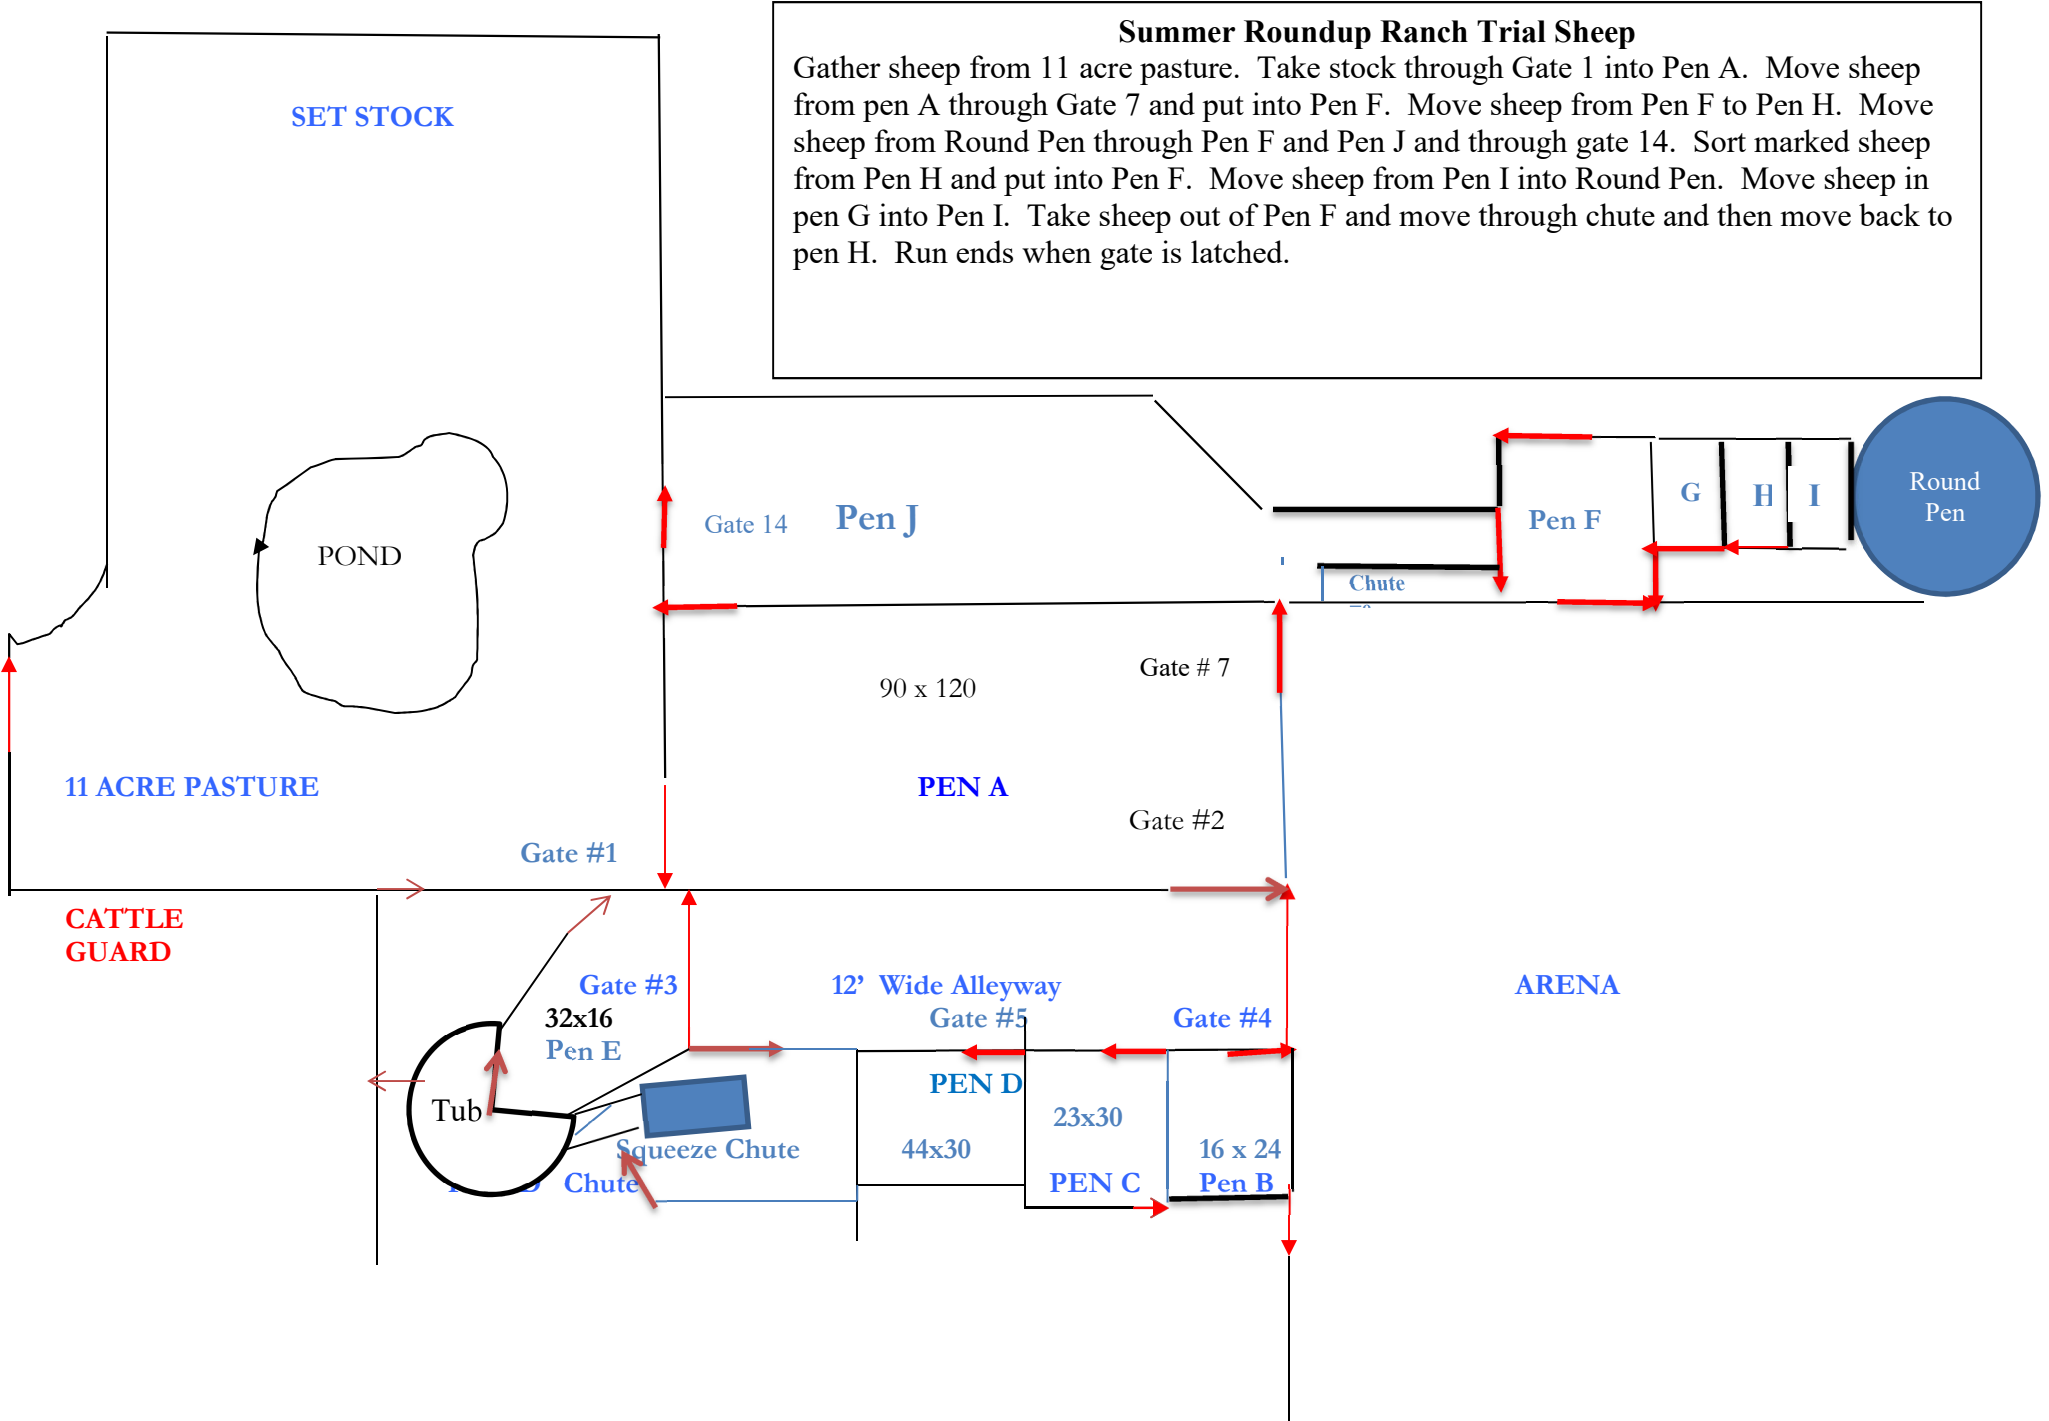 Summer Roundup Ranch Trial Sheep
Gather sheep from 11 acre pasture.  Take stock through Gate 1 into Pen A.  Move sheep
from pen A through Gate 7 and put into Pen F.  Move sheep from Pen F to Pen H.  Move
sheep from Round Pen through Pen F and Pen J and through gate 14.  Sort marked sheep
from Pen H and put into Pen F.  Move sheep from Pen I into Round Pen.  Move sheep in
pen G into Pen I.  Take sheep out of Pen F and move through chute and then move back to
pen H.  Run ends when gate is latched.
SET STOCK
Round
Pen
G
H
I
Gate 14
Pen J
Pen F
POND
Chute
Gate # 7
90 x 120
11 ACRE PASTURE
PEN A
Gate #2
Gate #1
CATTLE
GUARD
Gate #3
12’  Wide Alleyway
ARENA
32x16
Gate #5
Gate #4
Pen E
PEN D
Tub
23x30
Squeeze Chute
44x30
16 x 24
Chute
PEN C
Pen B